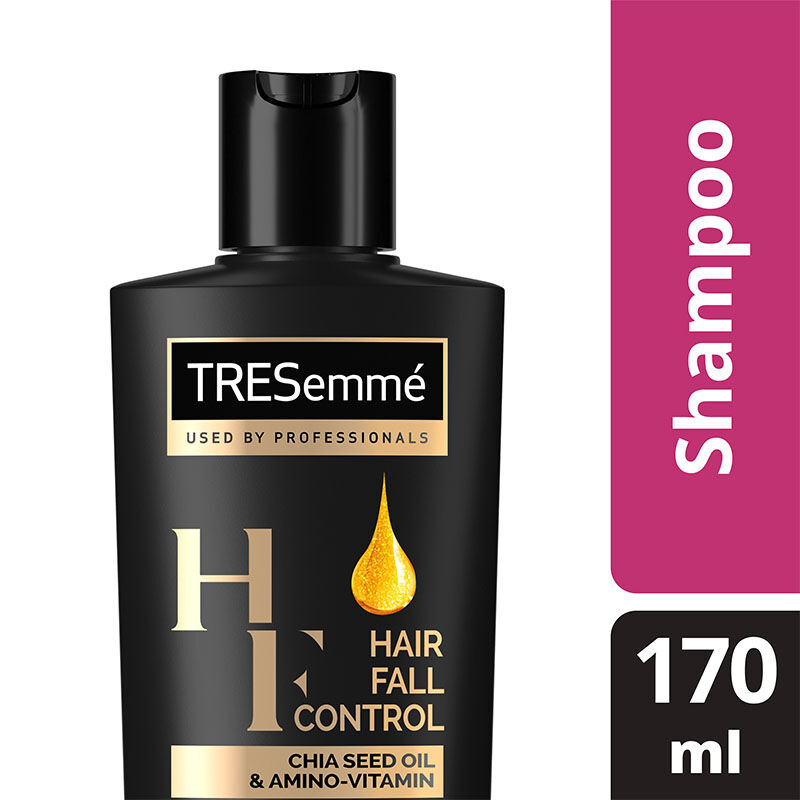 TRESemmé
USED BY PROFESSIONALS
HF
HAIR
FALL
CONTROL
CHIA SEED OIL
& AMINO-VITAMIN
Shampoo
170
ml